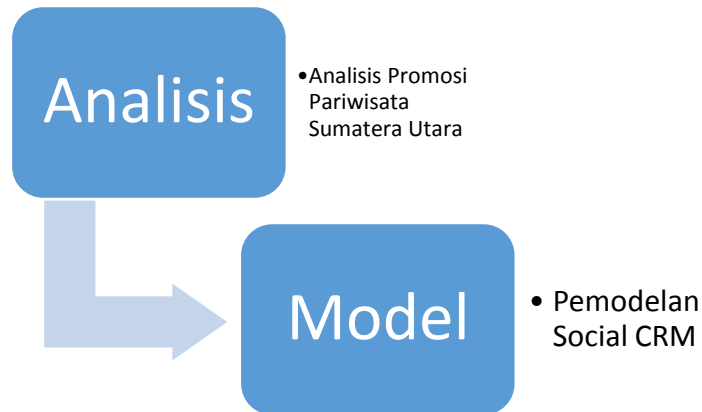 Analisis
•Analisis Promosi
Pariwisata
Sumatera Utara
Model
• Pemodelan
Social CRM